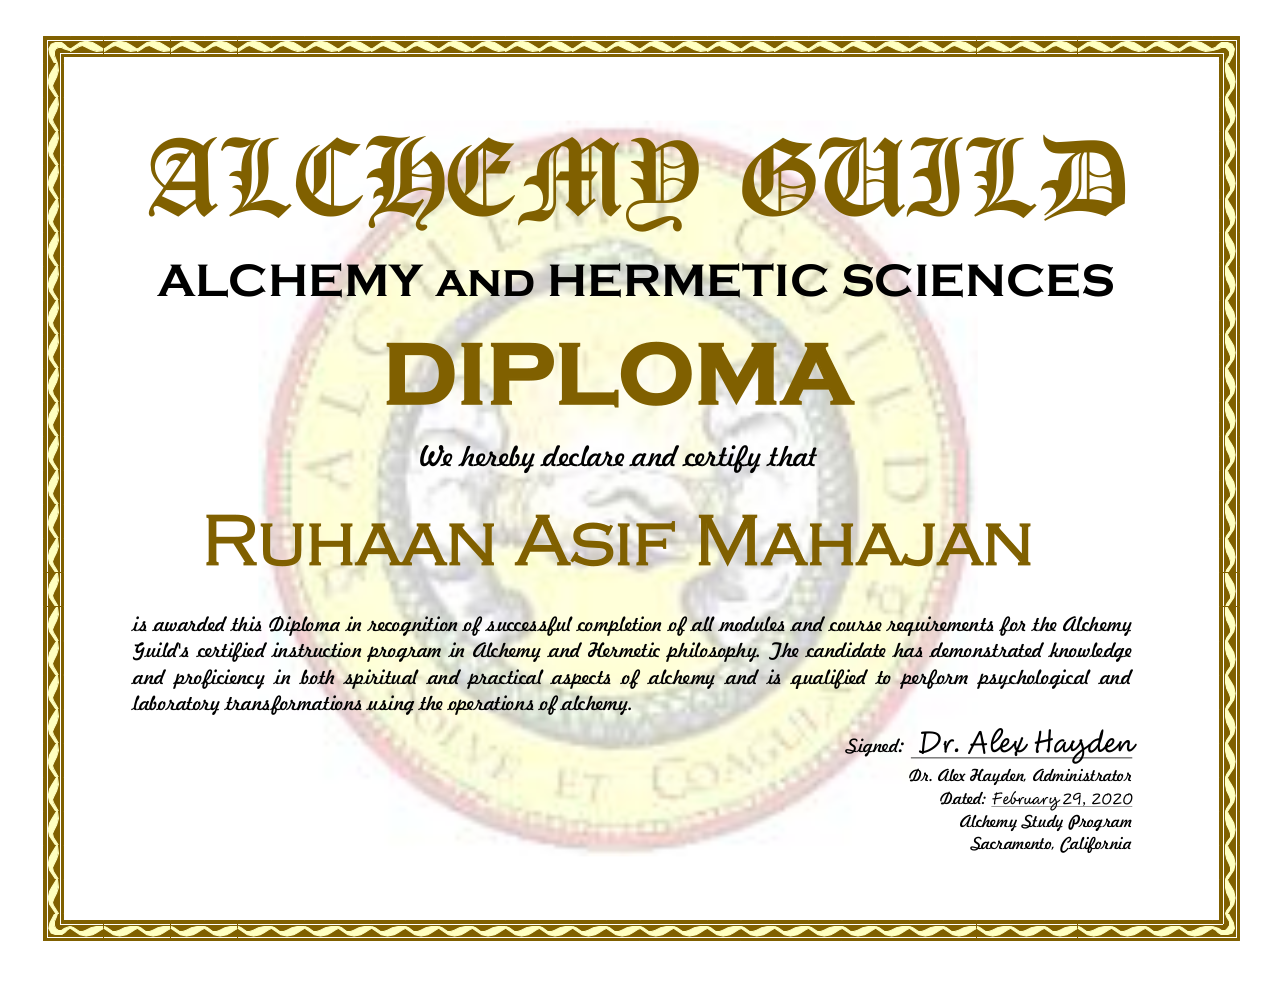 ALCHEMY GUILD
ALCHEMY AND HERMETIC SCIENCES
DIPLOMA
We hereby declare and certify that
RUHAAN ASIF MAHAJAN
is awarded this Diploma in recognition of successful completion of all modules and course requirements for the Alchemy
Guild's certified instruction program in Alchemy and Hermetic philosophy. The candidate has demonstrated knowledge
and proficiency in both spiritual and practical aspects of alchemy and is qualified to perform psychological and
laboratory transformations using the operations of alchemy.
Signed: Dr. Alex Hayden
Dr. Alex Hayden, Administrator
Dated: February 29, 2020
Alchemy Study Program
Sacramento, California
ALCHEMY GUILD
ET COAGULA